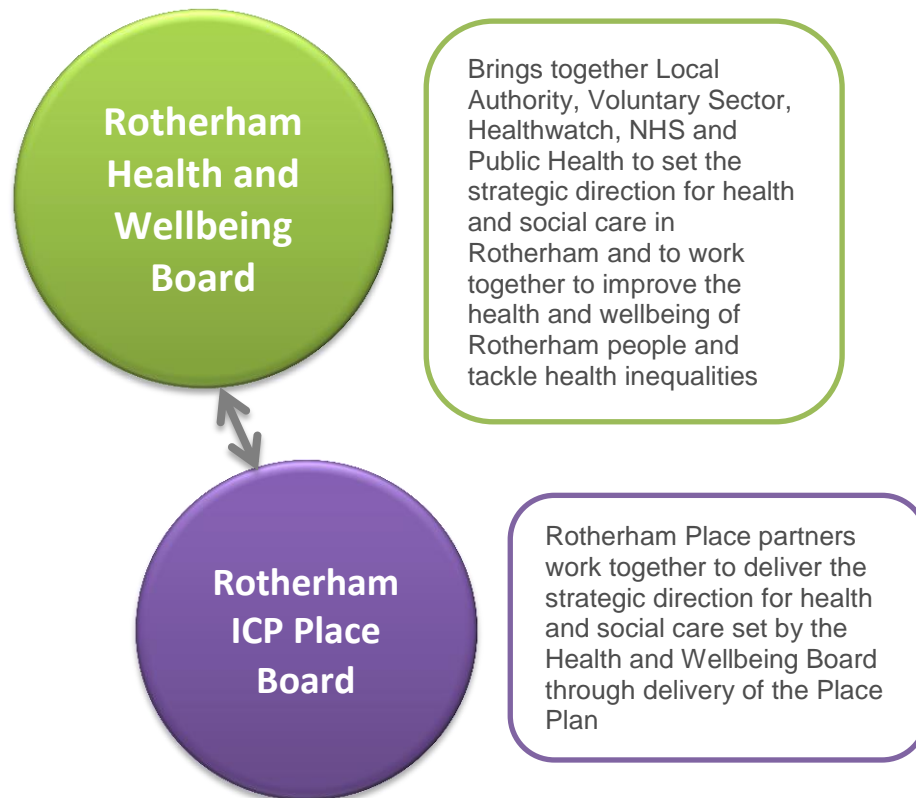 Rotherham
Health and
Wellbeing
Board
Brings together Local
Authority, Voluntary Sector,
Healthwatch, NHS and
Public Health to set the
strategic direction for health
and social care in
Rotherham and to work
together to improve the
health and wellbeing of
Rotherham people and
tackle health inequalities
Rotherham
ICP Place
Board
Rotherham Place partners
work together to deliver the
strategic direction for health
and social care set by the
Health and Wellbeing Board
through delivery of the Place
Plan